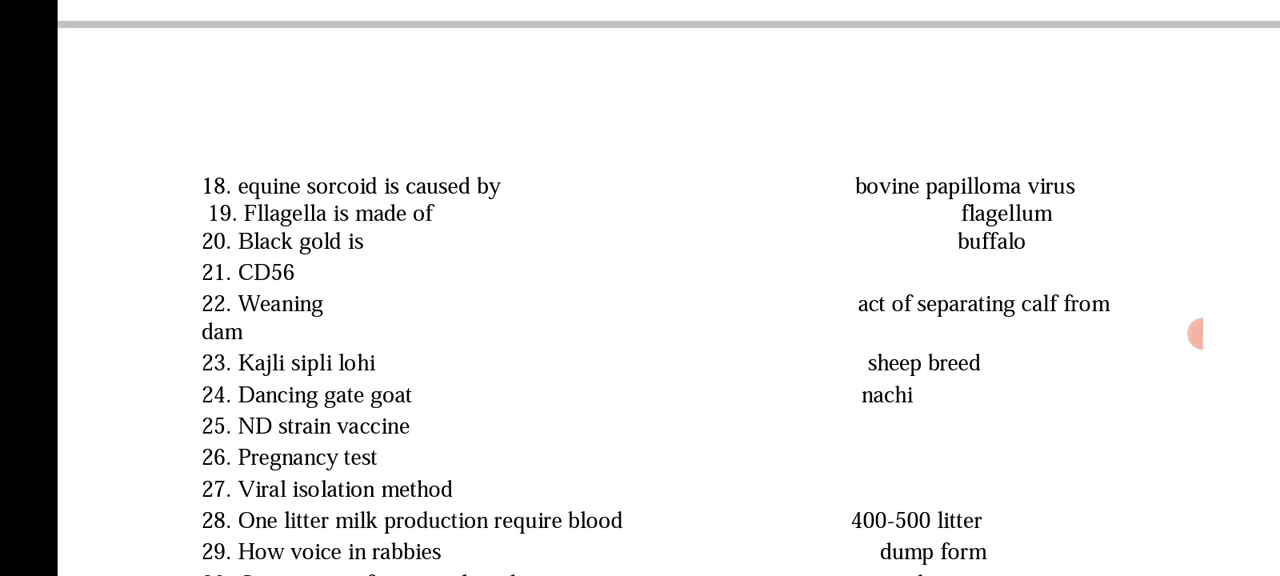 18. equine sorcoid is caused by bovine papilloma virus
19. Fllagella is made of flagellum
20. Black gold is buffalo
21. CD56
22. Weaning act of separating calf from
dam
23. Kajli sipli lohi sheep breed
24. Dancing gate goat nachi
25. ND strain vaccine
26. Pregnancy test
27. Viral isolation method
28. One litter milk production require blood 400-500 litter
29. How voice in rabbies dump form